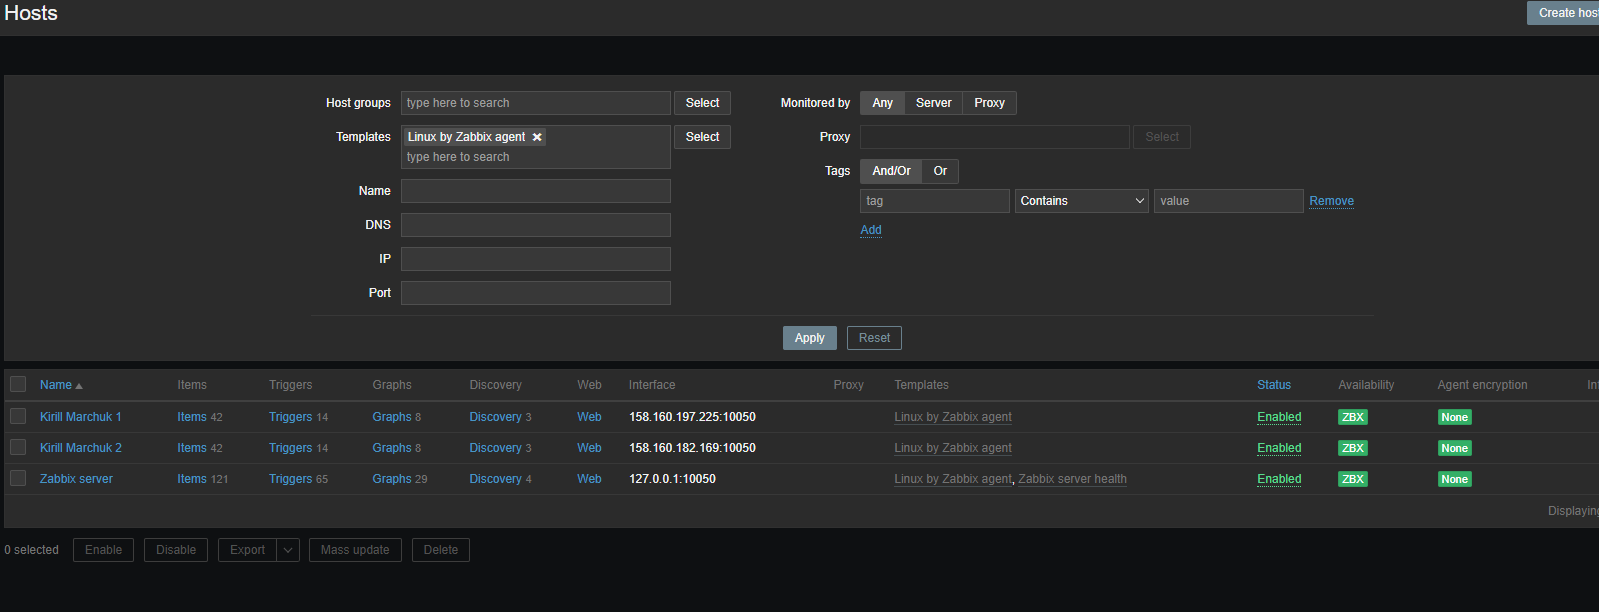 Hosts
Create hos
Host groups type here to search Select Monitored by Any Server Proxy
Templates Linux by Zabbix agent Select Proxy Select
type here to search
Tags And/Or Or
Name tag Contains value Remove
DNS Add
IP
Port
Apply Reset
Name Items Triggers Graphs Discovery Web Interface Proxy Templates Status Availability Agent encryption In
Kirill Marchuk 1 Items 42 Triggers 14 Graphs 8 Discovery 3 Web 158.160.197.225:10050 Linux by Zabbix agent Enabled ZBX None
Kirill Marchuk 2 Items 42 Triggers 14 Graphs 8 Discovery 3 Web 158.160.182.169:10050 Linux by Zabbix agent Enabled ZBX None
Zabbix server Items 121 Triggers 65 Graphs 29 Discovery 4 Web 127.0.0.1:10050 Linux by Zabbix agent, Zabbix server health Enabled ZBX None
Displaying
0 selected Enable Disable Export Mass update Delete